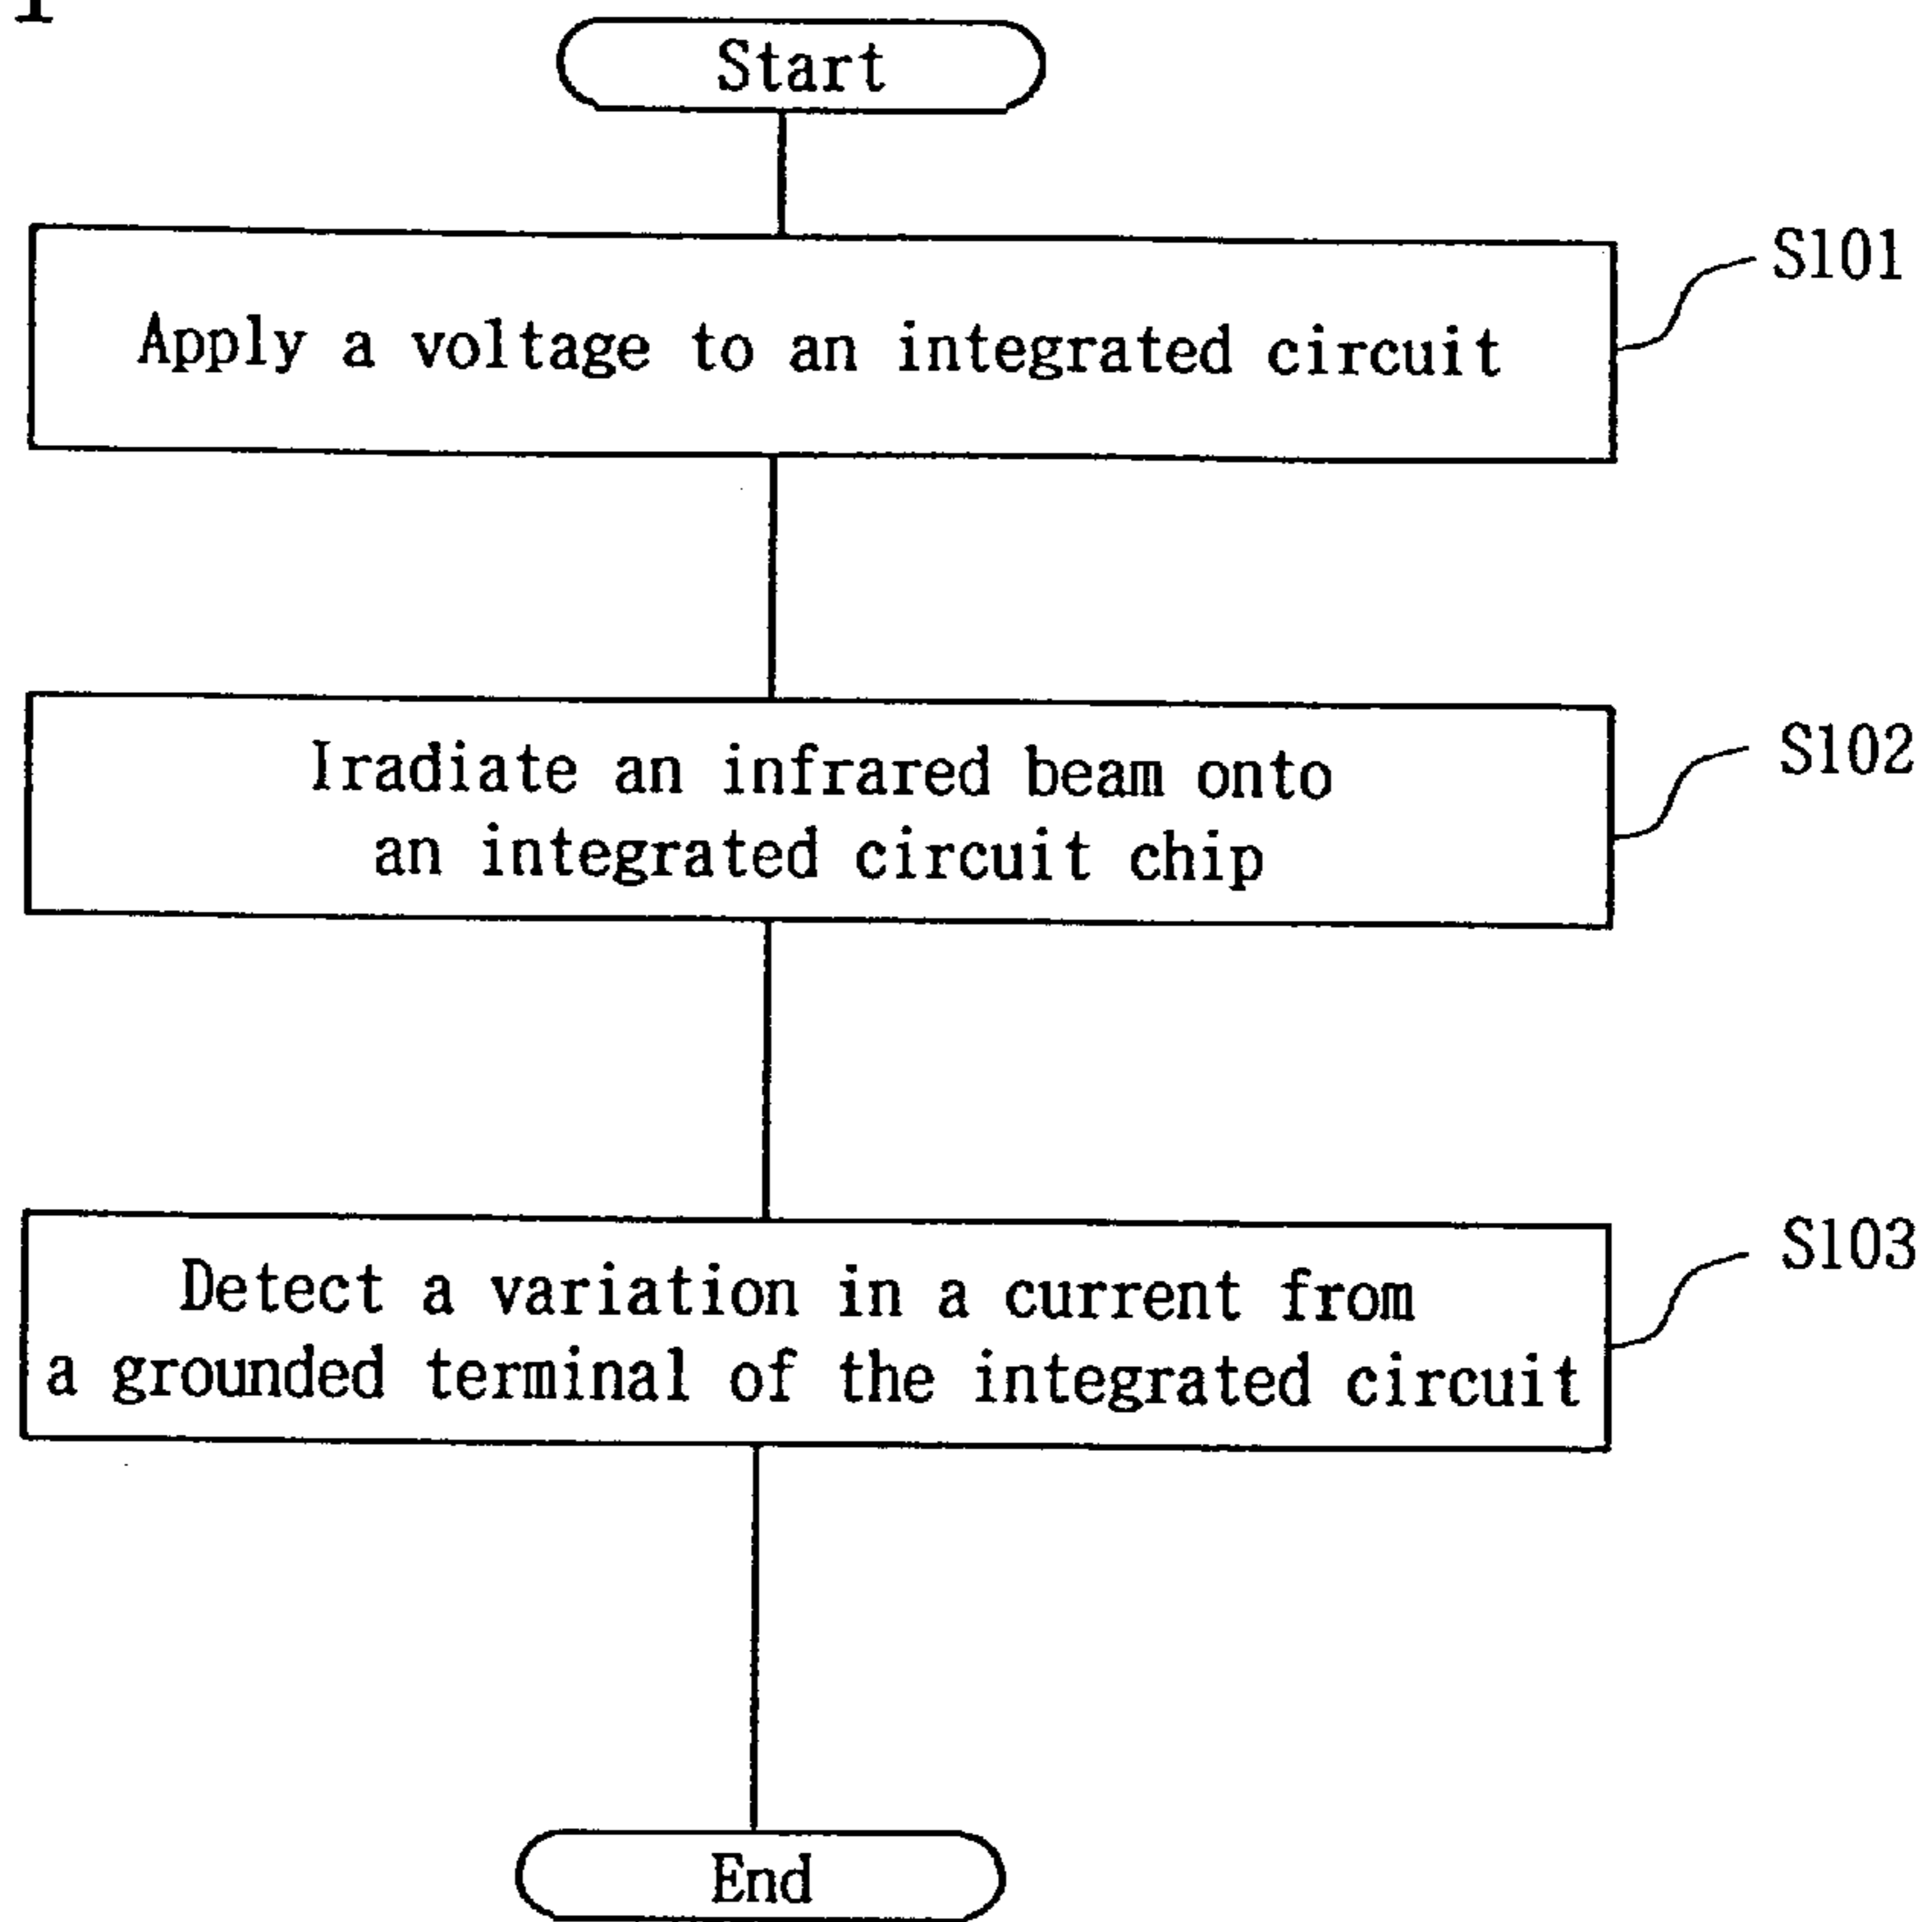 Start
Apply a voltage to an integrated circuit
S101
Iradiate an infrared beam onto
an integrated circuit chip
S102
Detect a variation in a current from
a grounded terminal of the integrated circuit
S103
End